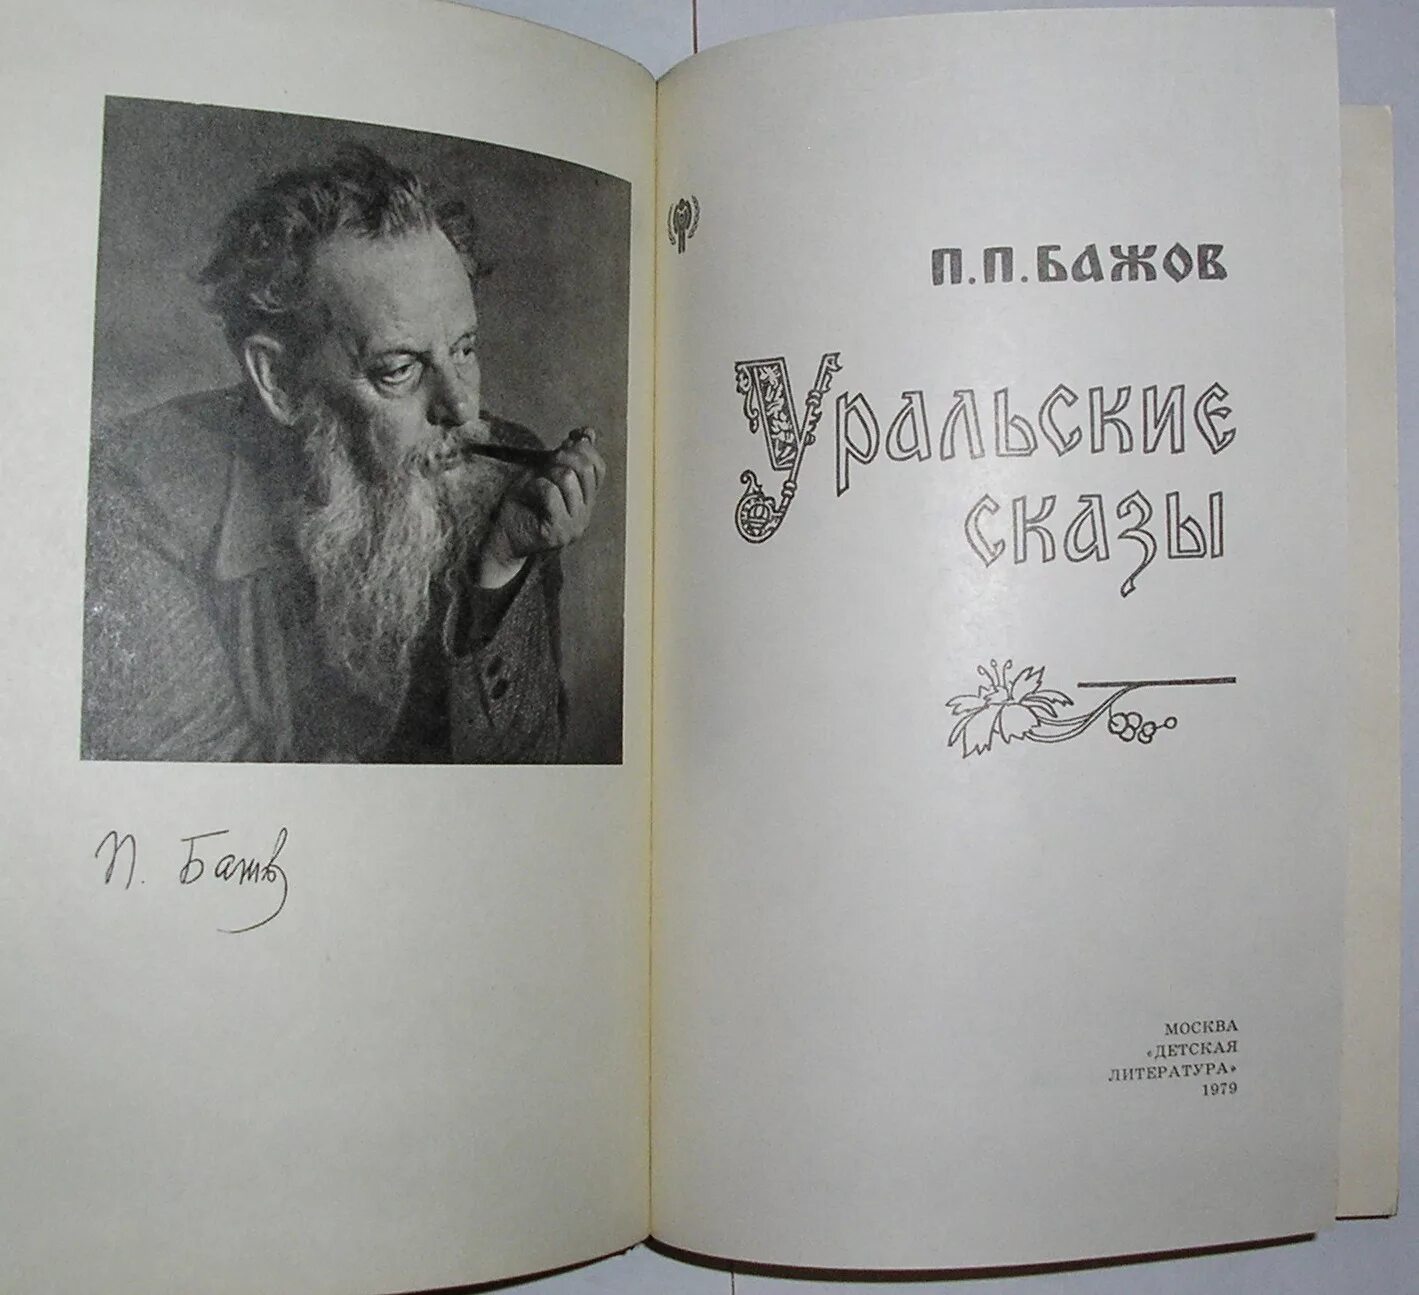 П. Бажов
П.П. БАЖОВ
Уральские
сказы
МОСКВА
«ДЕТСКАЯ
ЛИТЕРАТУРА»
1979